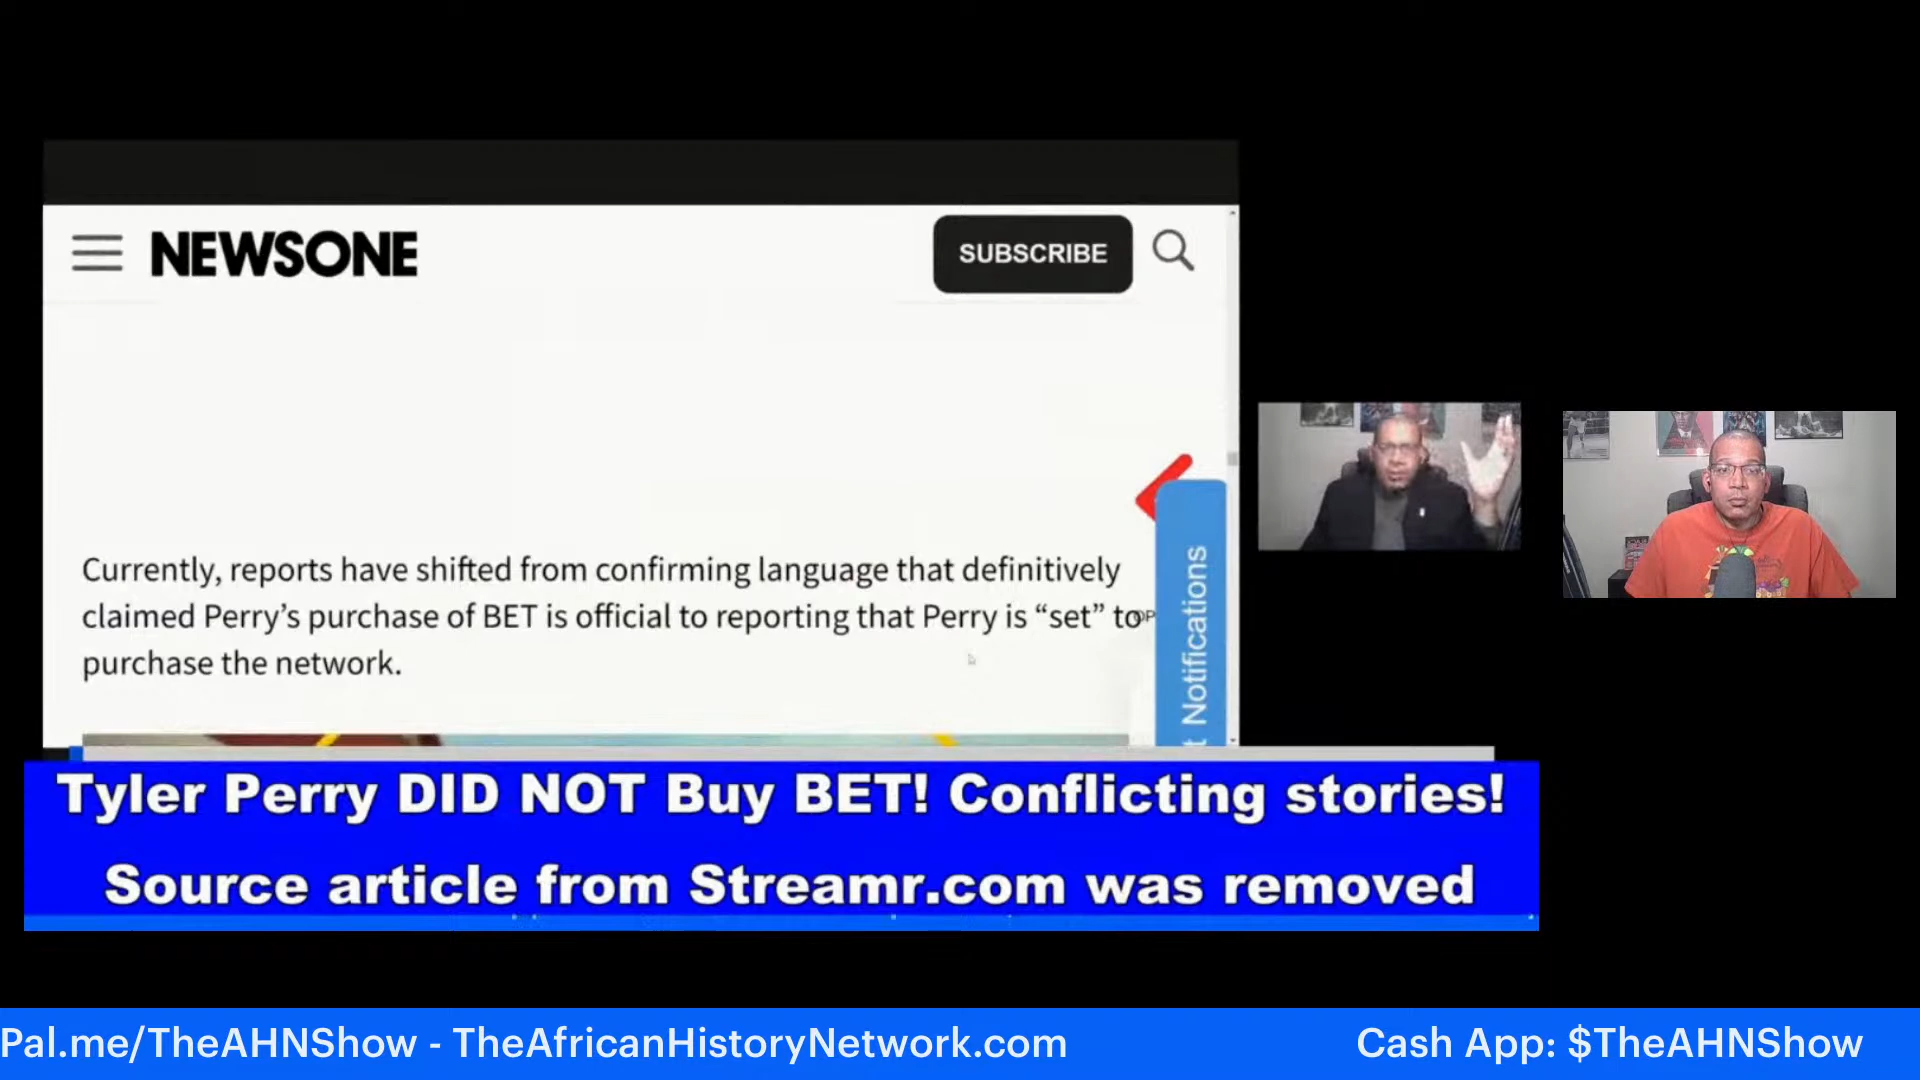 NEWSONE
SUBSCRIBE
Currently, reports have shifted from confirming language that definitively
claimed Perry’s purchase of BET is official to reporting that Perry is “set” to
purchase the network.
OP
t Notifications
Tyler Perry DID NOT Buy BET! Conflicting stories!
Source article from Streamr.com was removed
Pal.me/TheAHNShow - TheAfricanHistoryNetwork.com
Cash App: $TheAHNShow